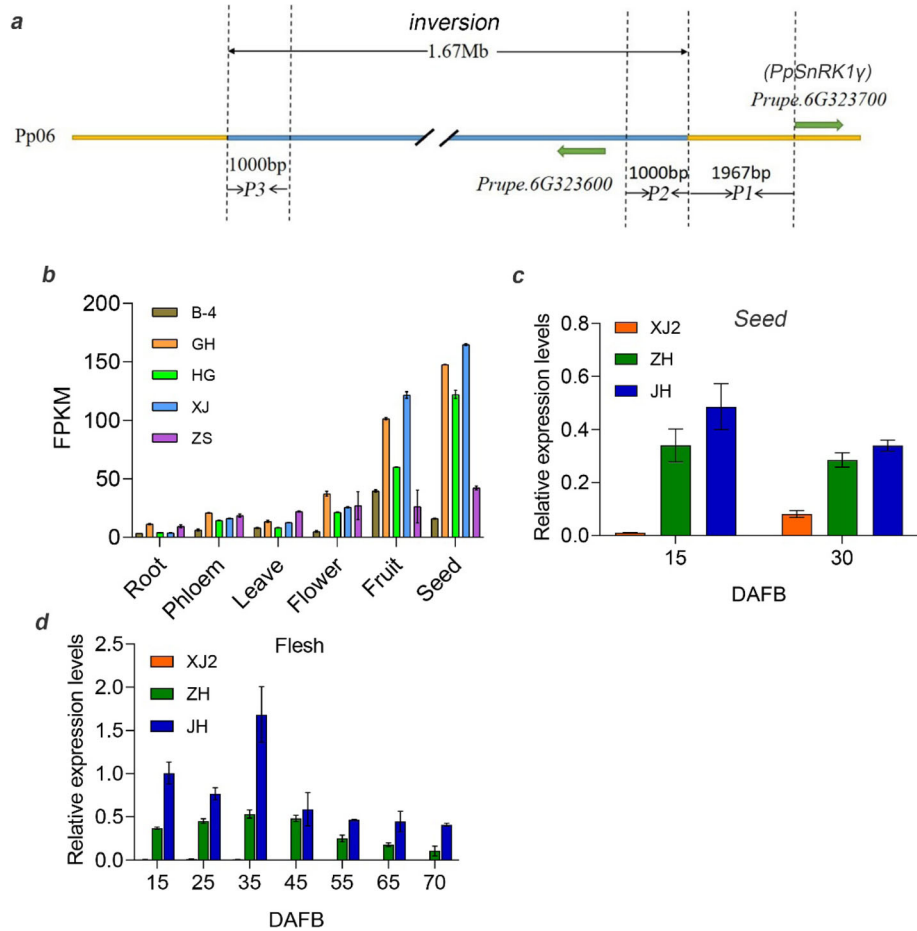 a
inversion
1.67Mb
(PpSnRK1γ)
Prupe.6G323700
Pp06
1000bp
P3
Prupe.6G323600
1000bp
P2
1967bp
P1
b
200
150
100
50
0
FPKM
B-4
GH
HG
XJ
ZS
Root
Phloem
Leave
Flower
Fruit
Seed
c
Seed
0.8
0.6
0.4
0.2
0.0
Relative expression levels
XJ2
ZH
JH
15
30
DAFB
d
Flesh
2.5
2.0
1.5
1.0
0.5
0.0
Relative expression levels
XJ2
ZH
JH
15
25
35
45
55
65
70
DAFB